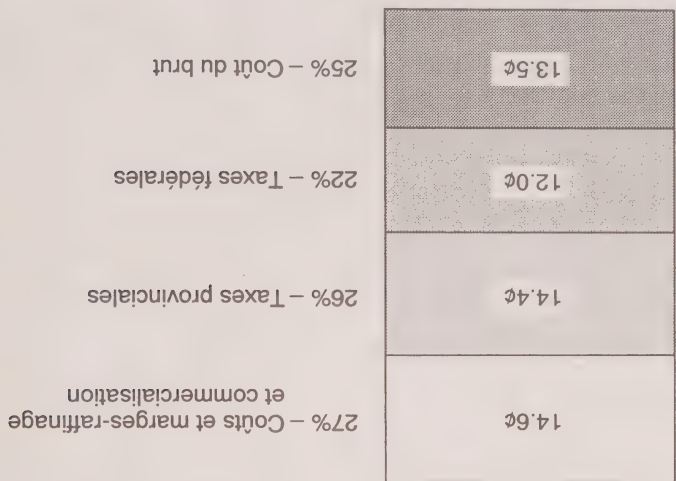 14.6¢ 27% – Coûts et marges-raffinage
et commercialisation
14.4¢ 26% – Taxes provinciales
12.0¢ 22% – Taxes fédérales
13.5¢ 25% – Coût du brut